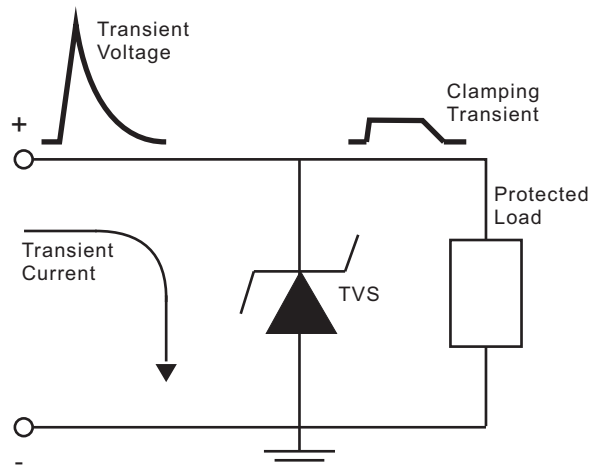 Transient
Voltage
Clamping
Transient
+
Protected
Load
Transient
Current
TVS
-